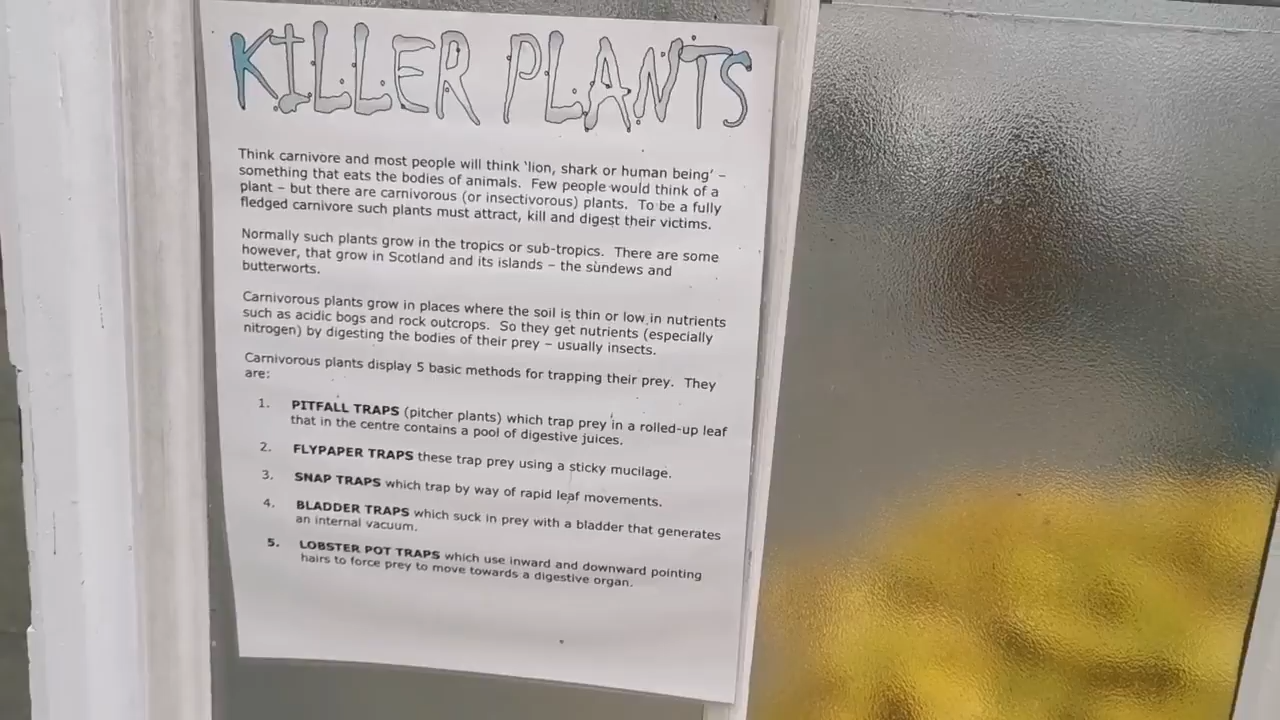 KILLER PLANTS
Think carnivore and most people will think 'lion, shark or human being' –
something that eats the bodies of animals. Few people would think of a
plant – but there are carnivorous (or insectivorous) plants. To be a fully
fledged carnivore such plants must attract, kill and digest their victims.
Normally such plants grow in the tropics or sub-tropics. There are some
however, that grow in Scotland and its islands – the sundews and
butterworts.
Carnivorous plants grow in places where the soil is thin or low in nutrients
such as acidic bogs and rock outcrops. So they get nutrients (especially
nitrogen) by digesting the bodies of their prey – usually insects.
Carnivorous plants display 5 basic methods for trapping their prey. They
are:
1. PITFALL TRAPS (pitcher plants) which trap prey in a rolled-up leaf
that in the centre contains a pool of digestive juices.
2. FLYPAPER TRAPS these trap prey using a sticky mucilage.
3. SNAP TRAPS which trap by way of rapid leaf movements.
4. BLADDER TRAPS which suck in prey with a bladder that generates
an internal vacuum.
5. LOBSTER POT TRAPS which use inward and downward pointing
hairs to force prey to move towards a digestive organ.